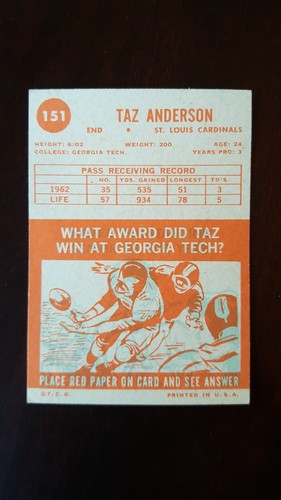 151
TAZ ANDERSON
END • ST. LOUIS CARDINALS
HEIGHT: 6:02 WEIGHT: 200 AGE: 24
COLLEGE: GEORGIA TECH. YEARS PRO: 3
PASS RECEIVING RECORD
NO. YDS. GAINED LONGEST TD'S
1962 35 535 51 3
LIFE 57 934 78 5
WHAT AWARD DID TAZ
WIN AT GEORGIA TECH?
PLACE RED PAPER ON CARD AND SEE ANSWER
©T. C. G. PRINTED IN U. S. A.